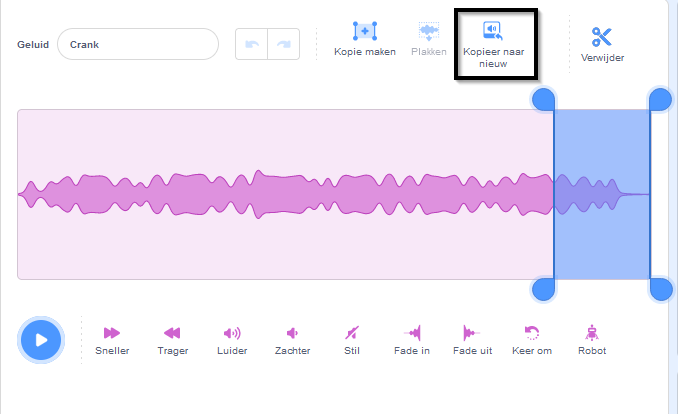 Geluid
Crank
Kopie maken
Plakken
Kopieer naar
nieuw
Verwijder
Sneller
Trager
Luider
Zachter
Stil
Fade in
Fade uit
Keer om
Robot